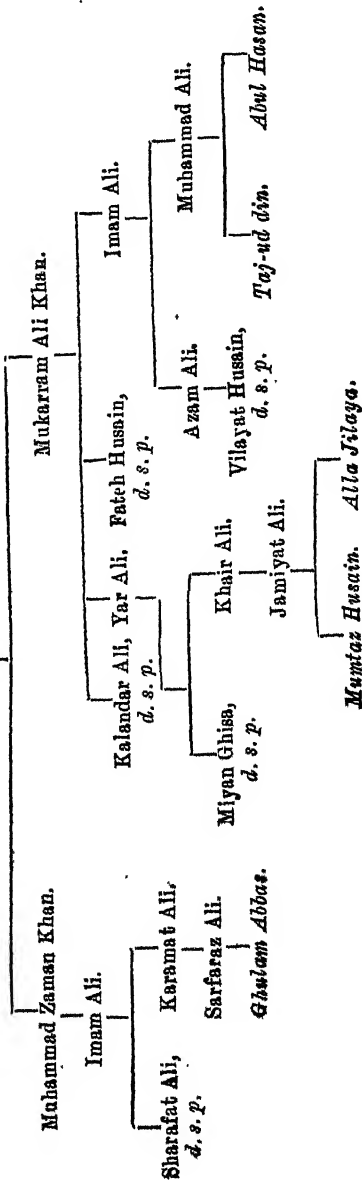 Muhammad Zaman Khan.
Mukarram Ali Khan.
Imam Ali.
Kalandar Ali,
d. s. p.
Yar Ali.
Fateh Husain,
d. s. p.
Imam Ali.
Sharafat Ali,
d. s. p.
Karamat Ali.
Miyan Ghisa,
d. s. p.
Khair Ali.
Azam Ali.
Muhammad Ali.
Sarfaraz Ali.
Jamiyat Ali.
Vilayat Husain,
d. s. p.
Taj-ud din.
Abul Hasan.
Ghulam Abbas.
Mumtaz Husain.
Alla Jilaya.